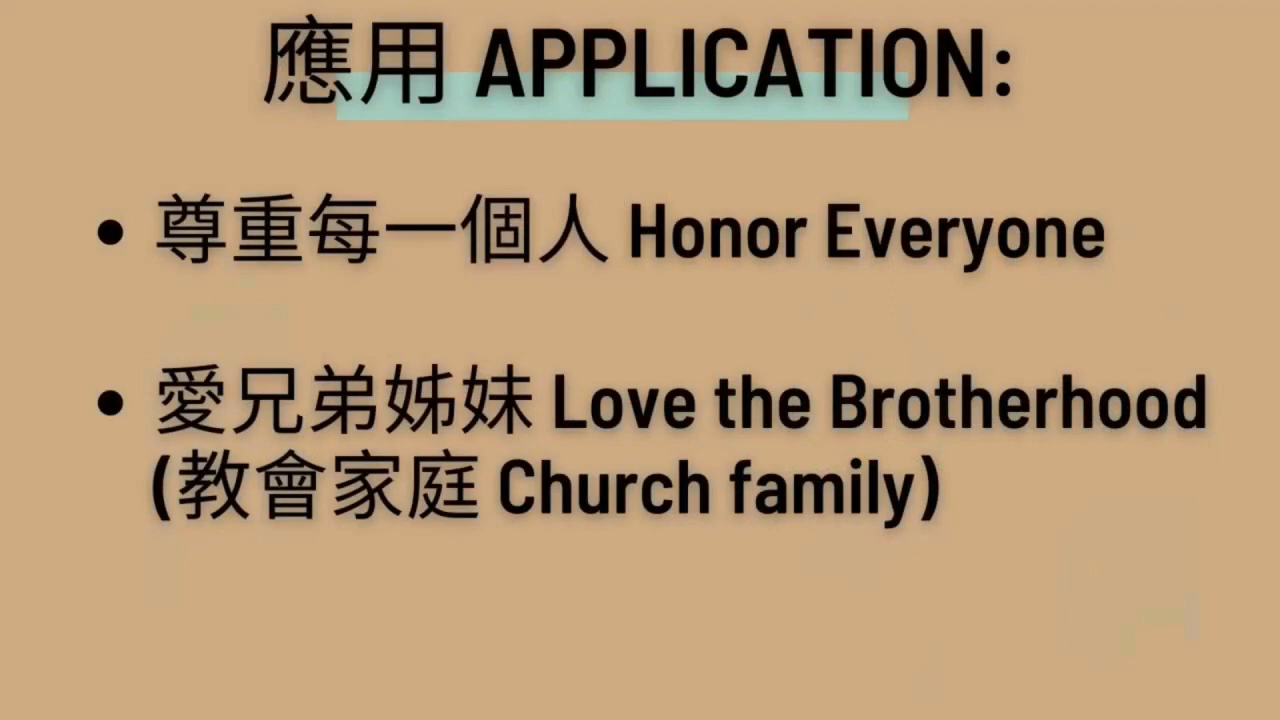 應用 APPLICATION:
• 尊重每一個人 Honor Everyone
• 愛兄弟姊妹 Love the Brotherhood
(教會家庭 Church family)